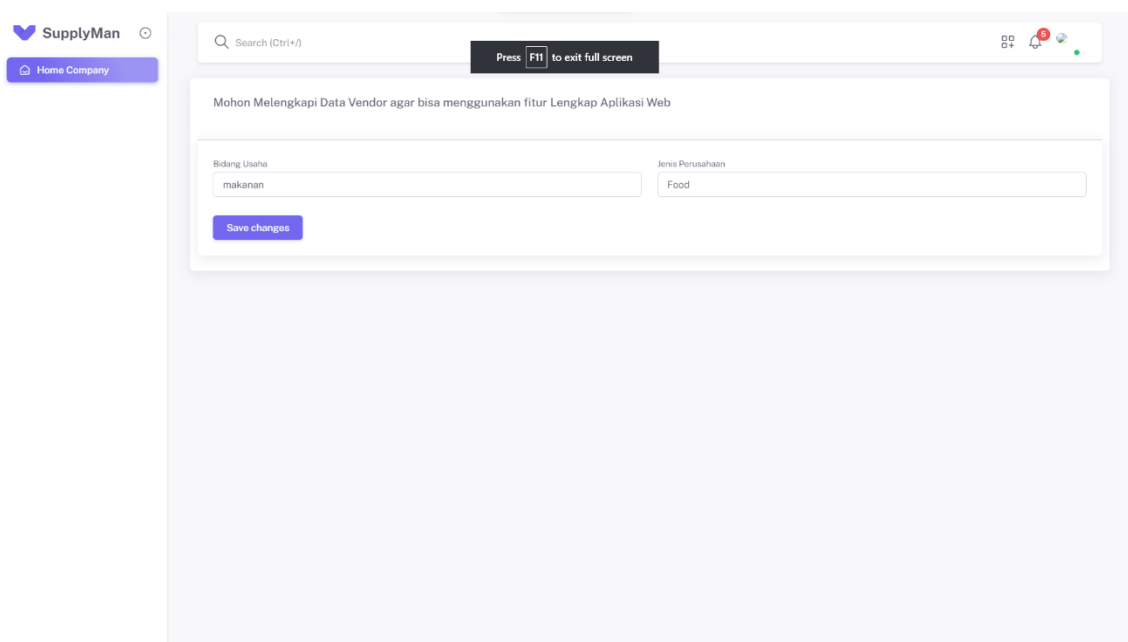 SupplyMan
Home Company
Search (Ctrl+/)
6
Press F11 to exit full screen
Mohon Melengkapi Data Vendor agar bisa menggunakan fitur Lengkap Aplikasi Web
Bidang Usaha
makanan
Jenis Perusahaan
Food
Save changes